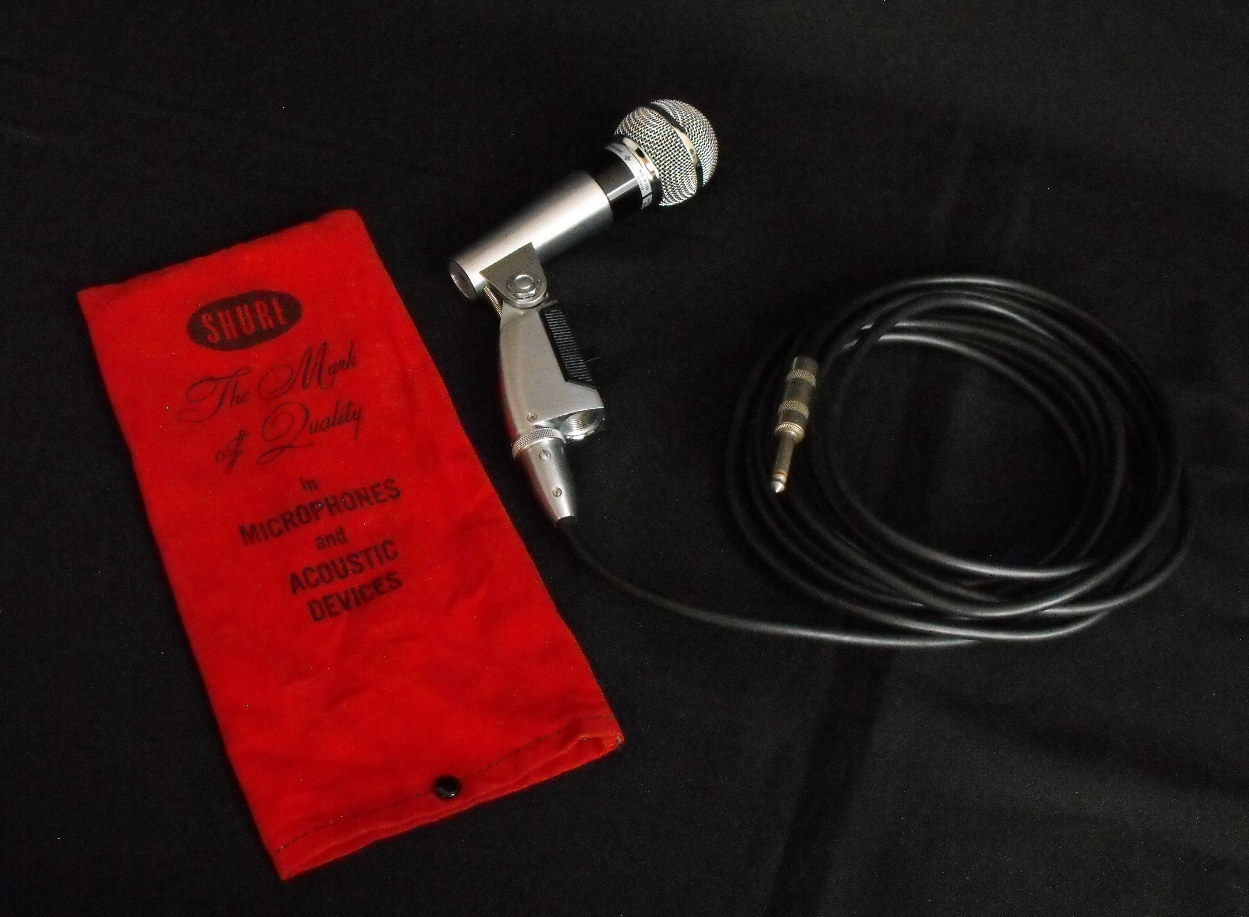 SHURE
The Mark
of Quality
in
MICROPHONES
and
ACOUSTIC
DEVICES